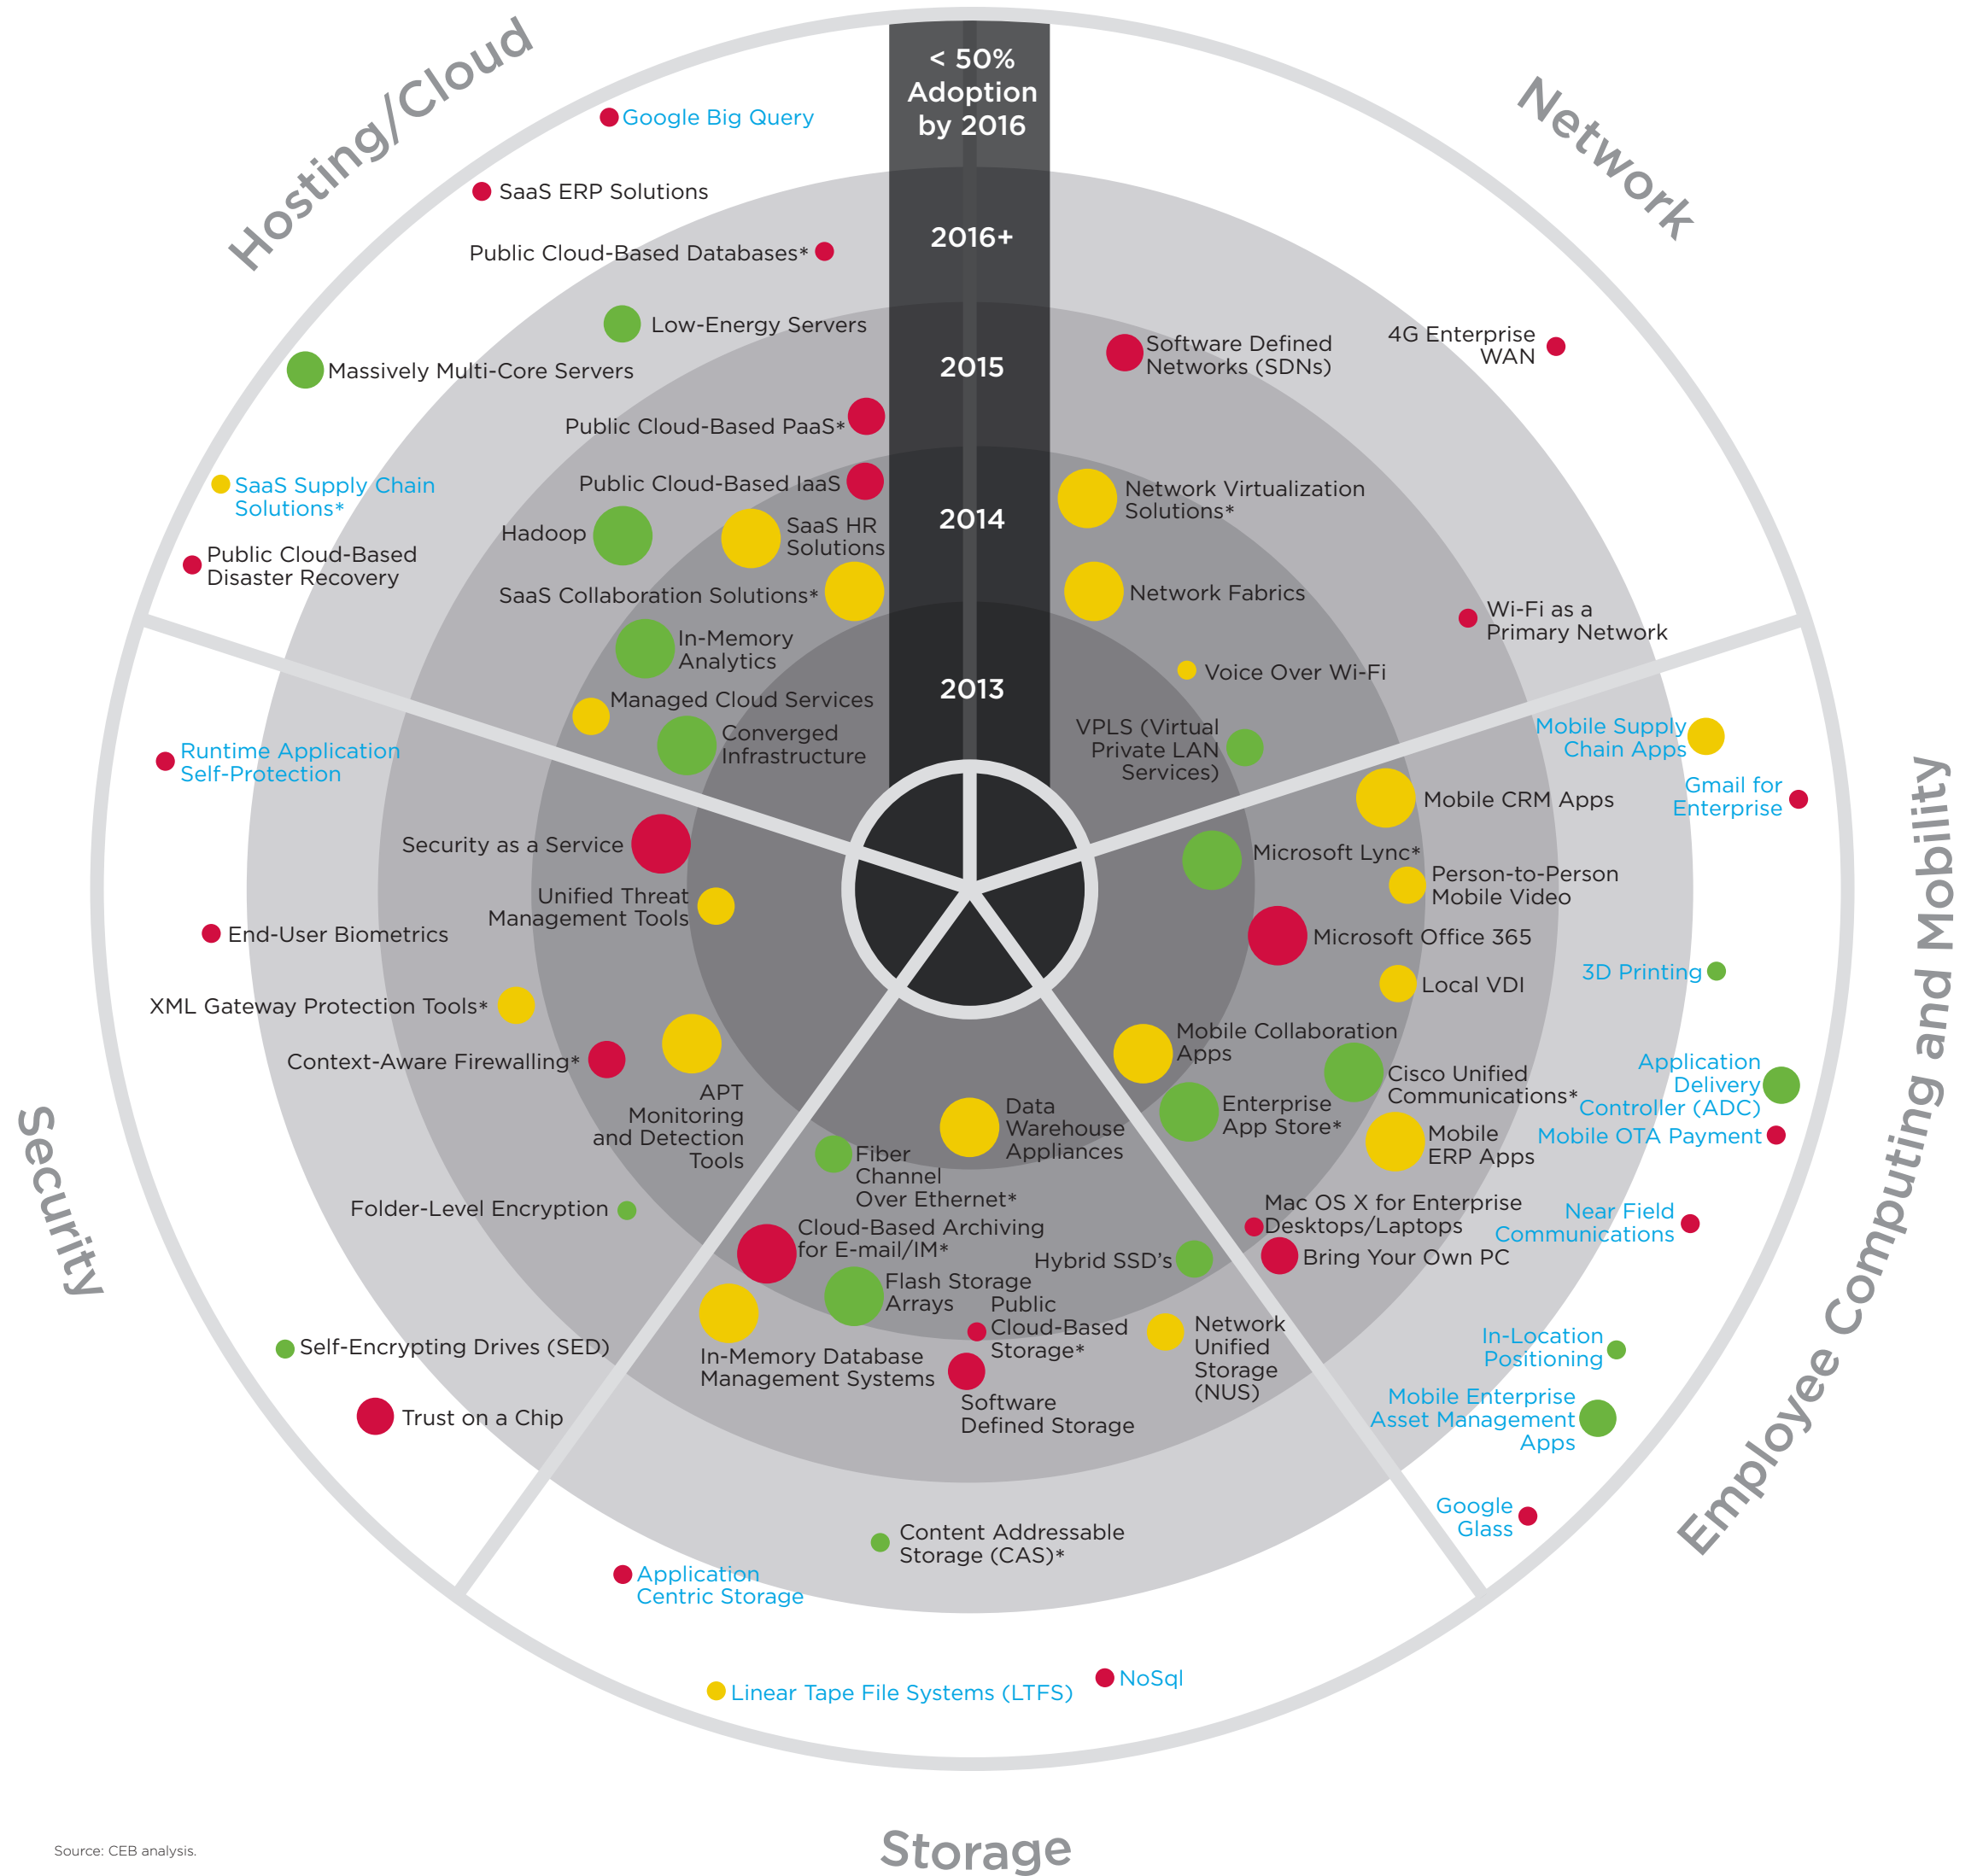 Hosting/Cloud
Network
Employee Computing and Mobility
Storage
Security
< 50%
Adoption
by 2016
2016+
2015
2014
2013
Google Big Query
SaaS ERP Solutions
Public Cloud-Based Databases*
Low-Energy Servers
Massively Multi-Core Servers
Public Cloud-Based PaaS*
SaaS Supply Chain
Solutions*
Public Cloud-Based IaaS
Hadoop
SaaS HR
Solutions
Public Cloud-Based
Disaster Recovery
SaaS Collaboration Solutions*
In-Memory
Analytics
Managed Cloud Services
Converged
Infrastructure
Software Defined
Networks (SDNs)
4G Enterprise
WAN
Network Virtualization
Solutions*
Network Fabrics
Wi-Fi as a
Primary Network
Voice Over Wi-Fi
VPLS (Virtual
Private LAN
Services)
Mobile Supply
Chain Apps
Gmail for
Enterprise
Mobile CRM Apps
Microsoft Lync*
Person-to-Person
Mobile Video
Microsoft Office 365
3D Printing
Local VDI
Mobile Collaboration
Apps
Cisco Unified
Communications*
Application
Delivery
Controller (ADC)
Enterprise
App Store*
Mobile
ERP Apps
Mobile OTA Payment
Mac OS X for Enterprise
Desktops/Laptops
Near Field
Communications
Bring Your Own PC
In-Location
Positioning
Mobile Enterprise
Asset Management
Apps
Google
Glass
Data
Warehouse
Appliances
Fiber
Channel
Over Ethernet*
Cloud-Based Archiving
for E-mail/IM*
Hybrid SSD's
Flash Storage
Arrays
Public
Cloud-Based
Storage*
Network
Unified
Storage
(NUS)
In-Memory Database
Management Systems
Software
Defined Storage
Content Addressable
Storage (CAS)*
Application
Centric Storage
Linear Tape File Systems (LTFS)
NoSql
Runtime Application
Self-Protection
Security as a Service
Unified Threat
Management Tools
End-User Biometrics
XML Gateway Protection Tools*
Context-Aware Firewalling*
APT
Monitoring
and Detection
Tools
Folder-Level Encryption
Self-Encrypting Drives (SED)
Trust on a Chip
Source: CEB analysis.